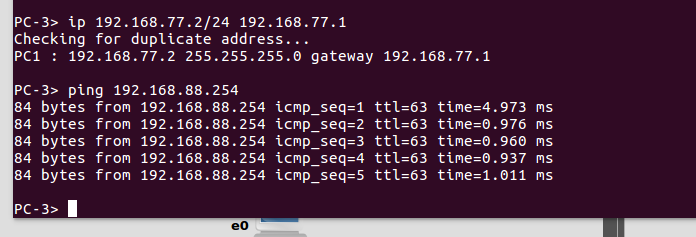 PC-3> ip 192.168.77.2/24 192.168.77.1
Checking for duplicate address...
PC1 : 192.168.77.2 255.255.255.0 gateway 192.168.77.1
PC-3> ping 192.168.88.254
84 bytes from 192.168.88.254 icmp_seq=1 ttl=63 time=4.973 ms
84 bytes from 192.168.88.254 icmp_seq=2 ttl=63 time=0.976 ms
84 bytes from 192.168.88.254 icmp_seq=3 ttl=63 time=0.960 ms
84 bytes from 192.168.88.254 icmp_seq=4 ttl=63 time=0.937 ms
84 bytes from 192.168.88.254 icmp_seq=5 ttl=63 time=1.011 ms
PC-3>
e0